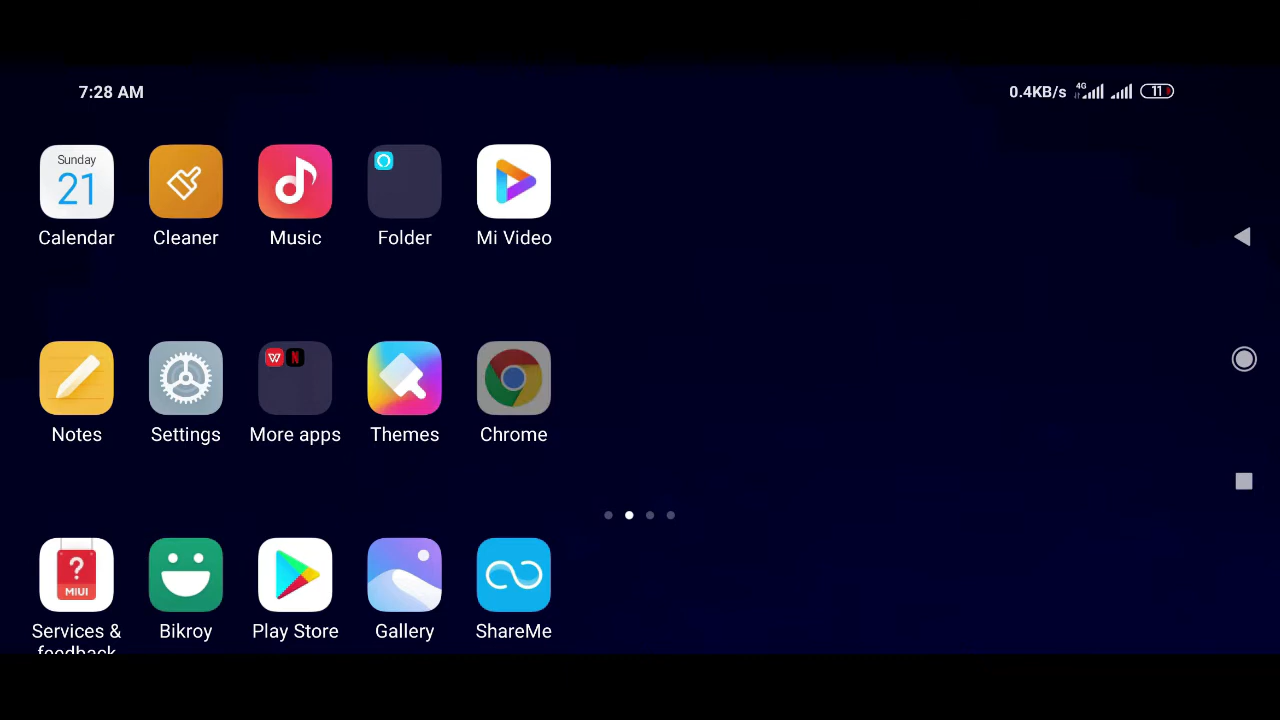 7:28 AM
0.4KB/s 4G 11
Sunday
21
Calendar
Cleaner
Music
Folder
Mi Video
W N
Notes
Settings
More apps
Themes
Chrome
?
MIUI
Services &
feedback
Bikroy
Play Store
Gallery
ShareMe